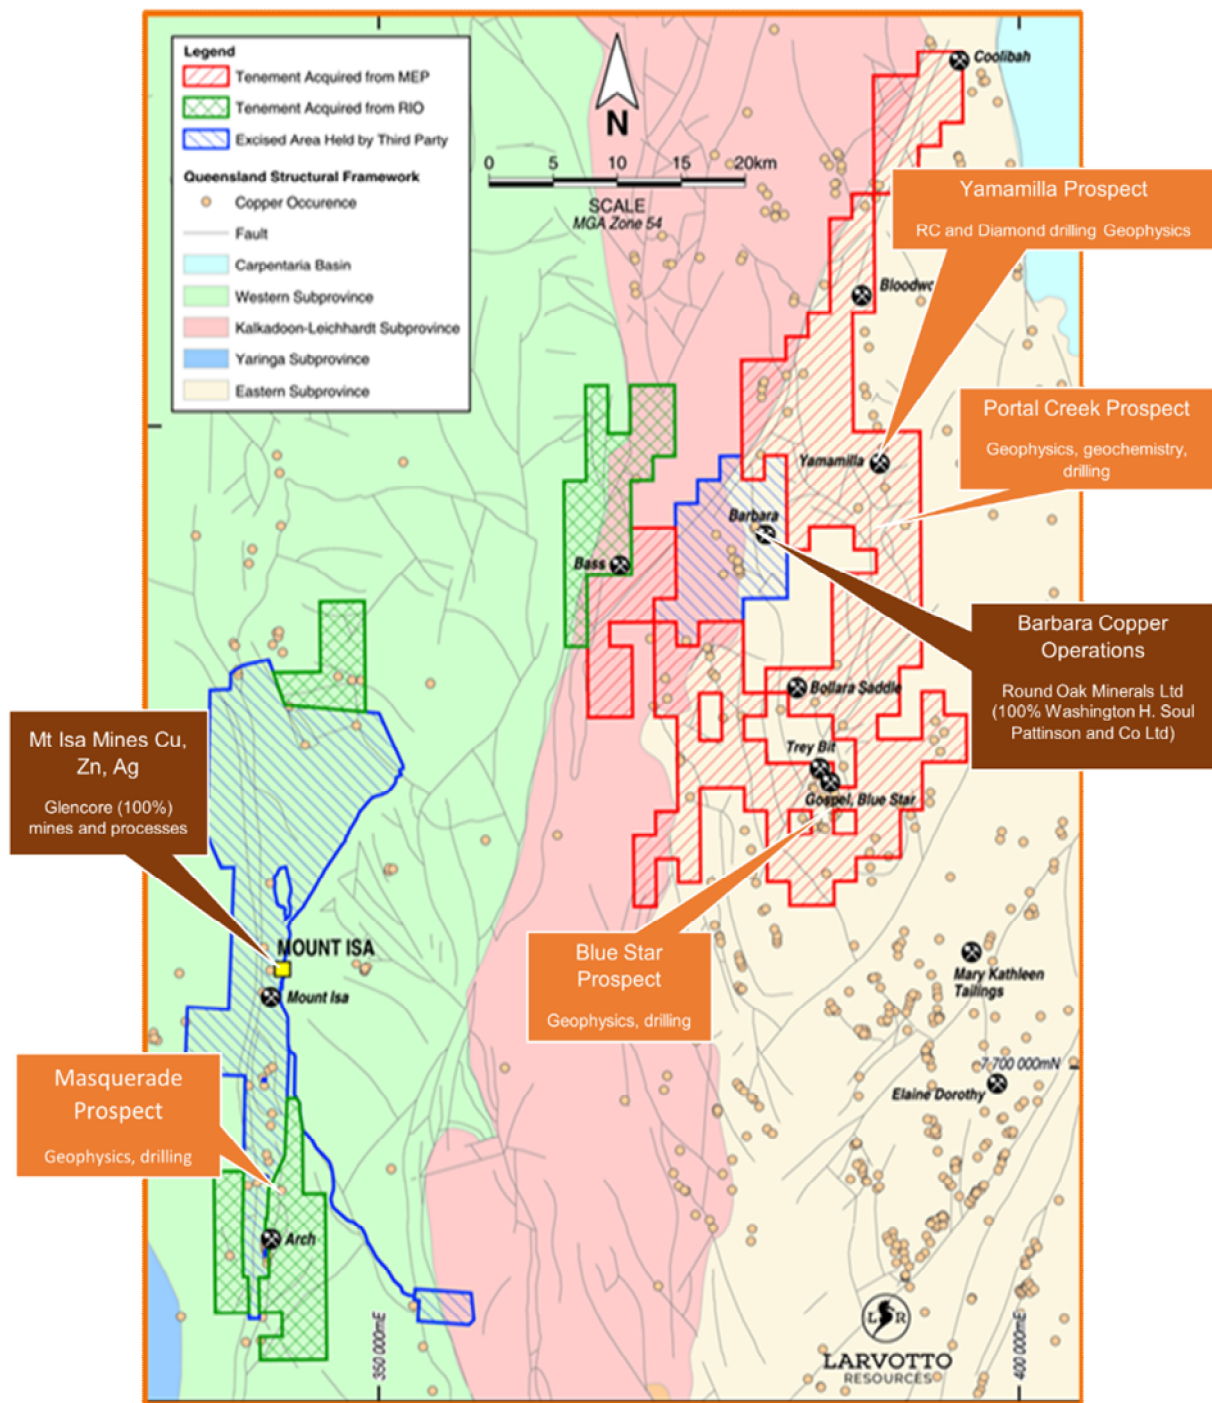 Legend
Tenement Acquired from MEP
Tenement Acquired from RIO
Excised Area Held by Third Party
Queensland Structural Framework
Copper Occurence
Fault
Carpentaria Basin
Western Subprovince
Kalkadoon-Leichhardt Subprovince
Yaringa Subprovince
Eastern Subprovince
N
0 5 10 15 20km
SCALE
MGA Zone 54
Coolibah
Yamamilla Prospect
RC and Diamond drilling Geophysics
Bloodwo
Portal Creek Prospect
Geophysics, geochemistry,
drilling
Yamamilla
Barbara
Bass
Barbara Copper
Operations
Round Oak Minerals Ltd
(100% Washington H. Soul
Pattinson and Co Ltd)
Bollara Saddle
Trey Bit
Gospel, Blue Star
Mt Isa Mines Cu,
Zn, Ag
Glencore (100%)
mines and processes
MOUNT ISA
Mount Isa
Blue Star
Prospect
Geophysics, drilling
Mary Kathleen
Tailings
7 700 000mN
Elaine Dorothy
Masquerade
Prospect
Geophysics, drilling
Arch
350 000mE
400 000mE
L R
LARVOTTO
RESOURCES